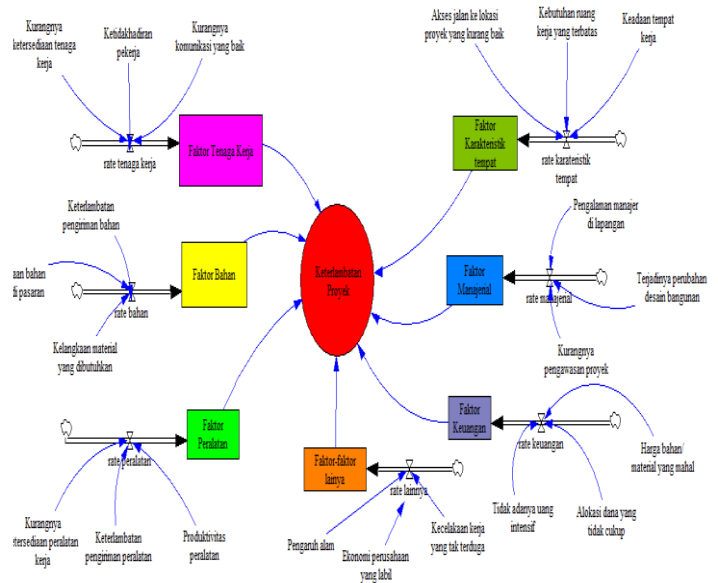 Kurangnya
ketersediaan tenaga
kerja
Ketidakhadiran
pekerja
Kurangnya
komunikasi yang baik
rate tenaga kerja
Faktor Tenaga Kerja
Akses jalan ke lokasi
proyek yang kurang baik
Kebutuhan ruang
kerja yang terbatas
Keadaan tempat
kerja
Faktor
Karakteristik
tempat
rate karateristik
tempat
Keterlambatan
pengiriman bahan
aan bahan
di pasaran
rate bahan
Faktor Bahan
Kelangkaan material
yang dibutuhkan
Keterlambatan
Proyek
Pengalaman manajer
di lapangan
Faktor
Manajenial
rate manajenal
Terjadinya perubahan
desain bangunan
Kurangnya
pengawasan proyek
Faktor
Peralatan
rate peralatan
Kurangnya
etersediaan peralatan
kerja
Keterlambatan
pengiriman peralatan
Produktivitas
peralatan
Faktor
Keuangan
rate keuangan
Harga bahan/
material yang mahal
Tidak adanya uang
intensif
Alokasi dana yang
tidak cukup
Faktor-faktor
lainya
rate lainnya
Pengaruh alam
Ekonomi perusahaan
yang labil
Kecelakaan kerja
yang tak terduga